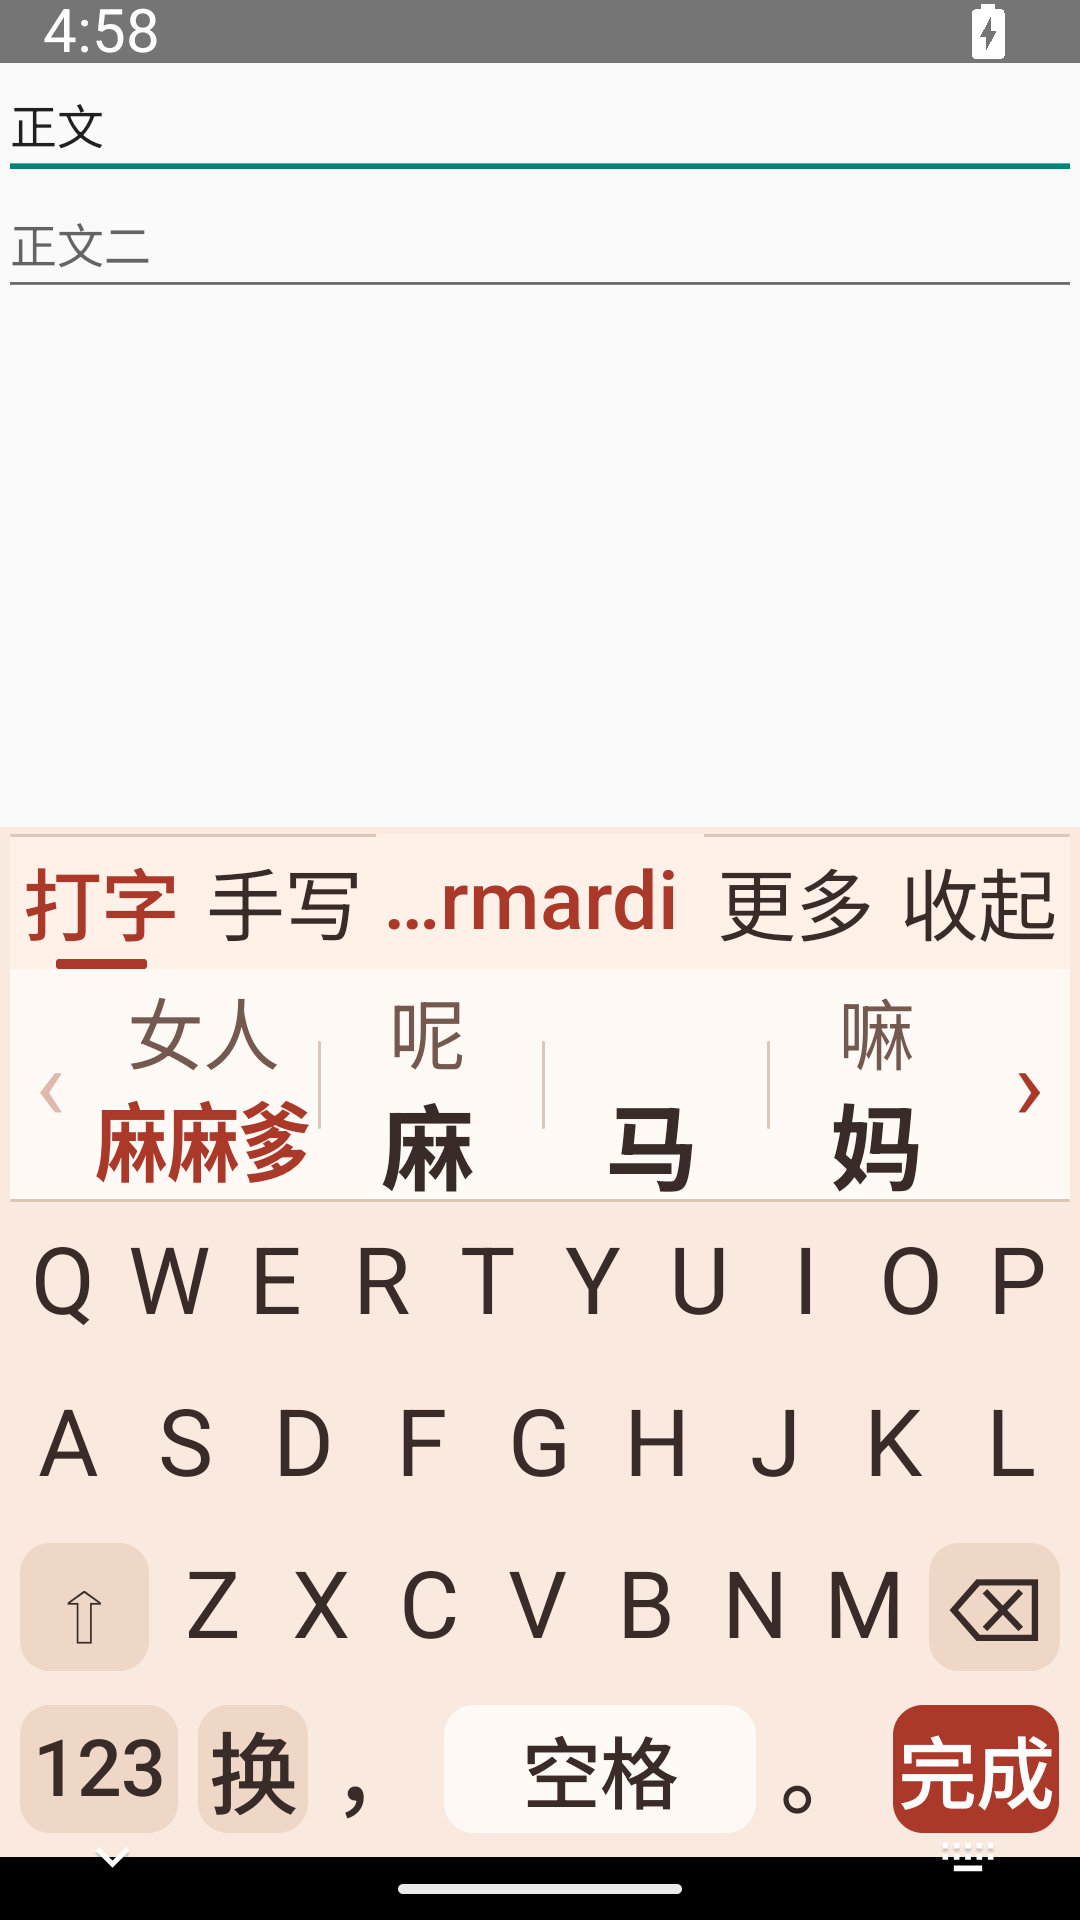 4:58
正文
正文二
打字 手写 …rmardi 更多 收起
女人 呢 嘛
‹ 麻麻爹 麻 马 妈 ›
Q W E R T Y U I O P
A S D F G H J K L
⇧ Z X C V B N M ⌫
123 换 ， 空格 。 完成